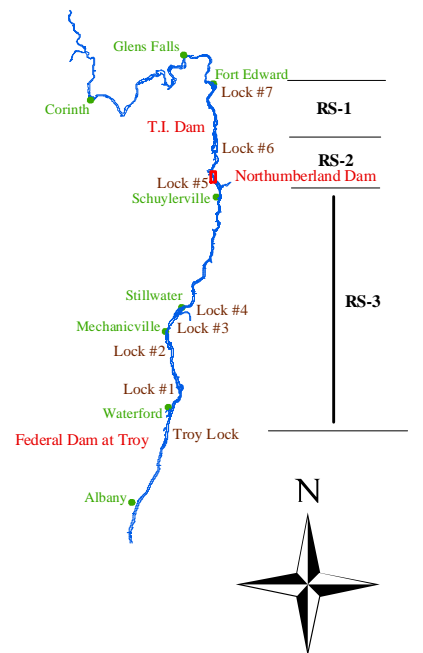 Glens Falls
Fort Edward
Lock #7
Corinth
RS-1
T.I. Dam
Lock #6
RS-2
Northumberland Dam
Lock #5
Schuylerville
Stillwater
RS-3
Lock #4
Mechanicville
Lock #3
Lock #2
Lock #1
Waterford
Troy Lock
Federal Dam at Troy
Albany
N